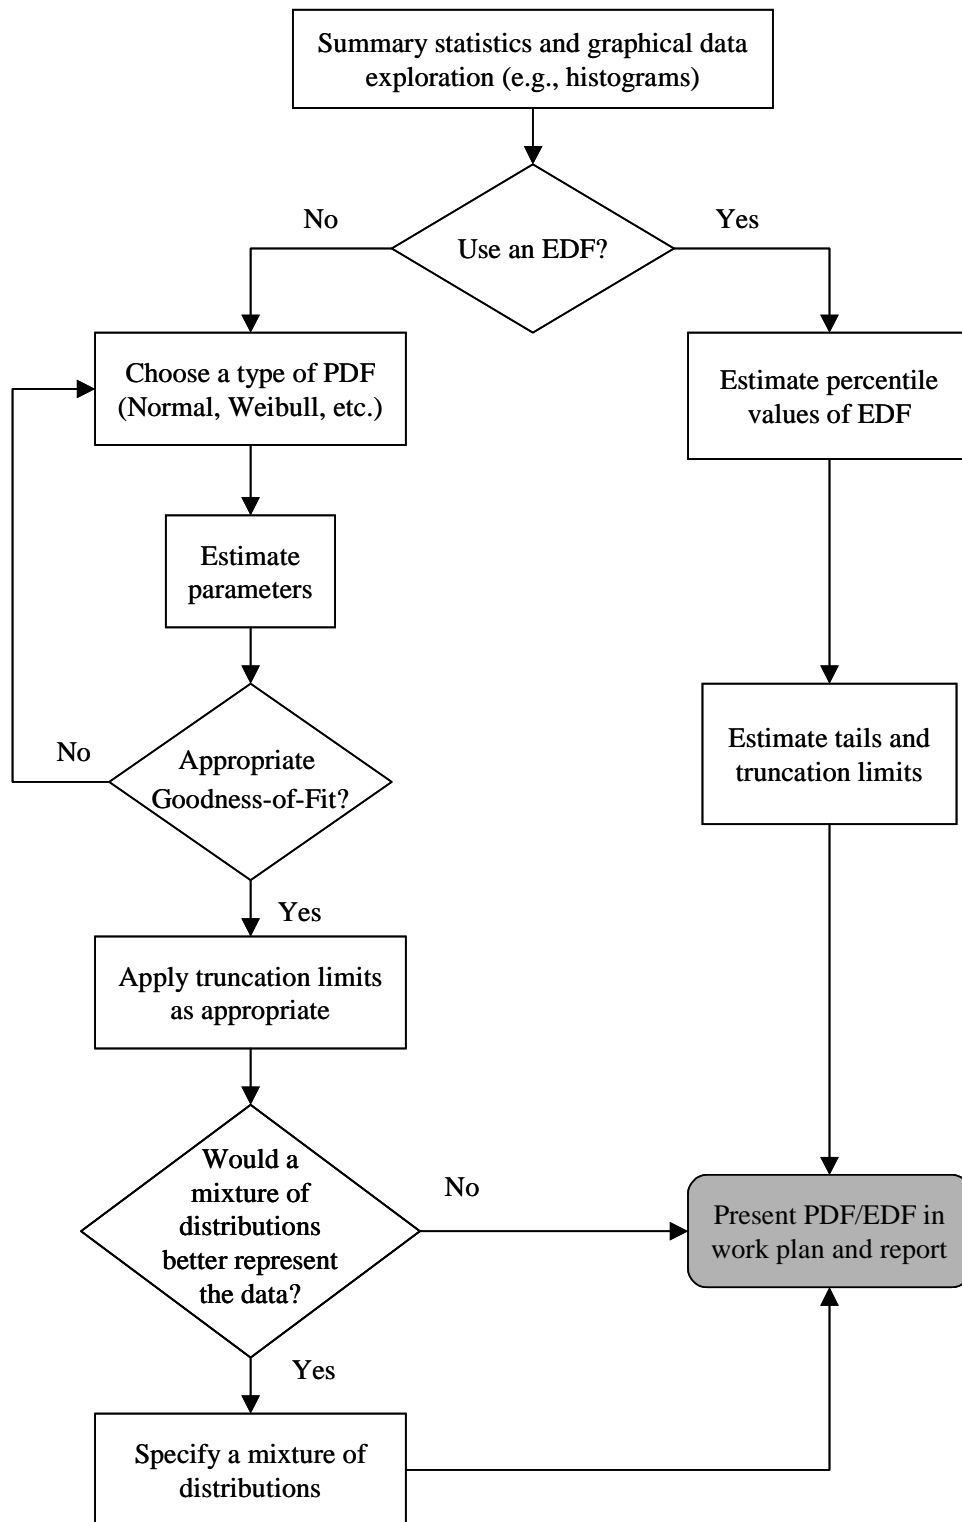 Summary statistics and graphical data
exploration (e.g., histograms)
No
Yes
Use an EDF?
Choose a type of PDF
(Normal, Weibull, etc.)
Estimate percentile
values of EDF
Estimate
parameters
No
Appropriate
Goodness-of-Fit?
Estimate tails and
truncation limits
Yes
Apply truncation limits
as appropriate
Would a
mixture of
distributions
better represent
the data?
No
Present PDF/EDF in
work plan and report
Yes
Specify a mixture of
distributions